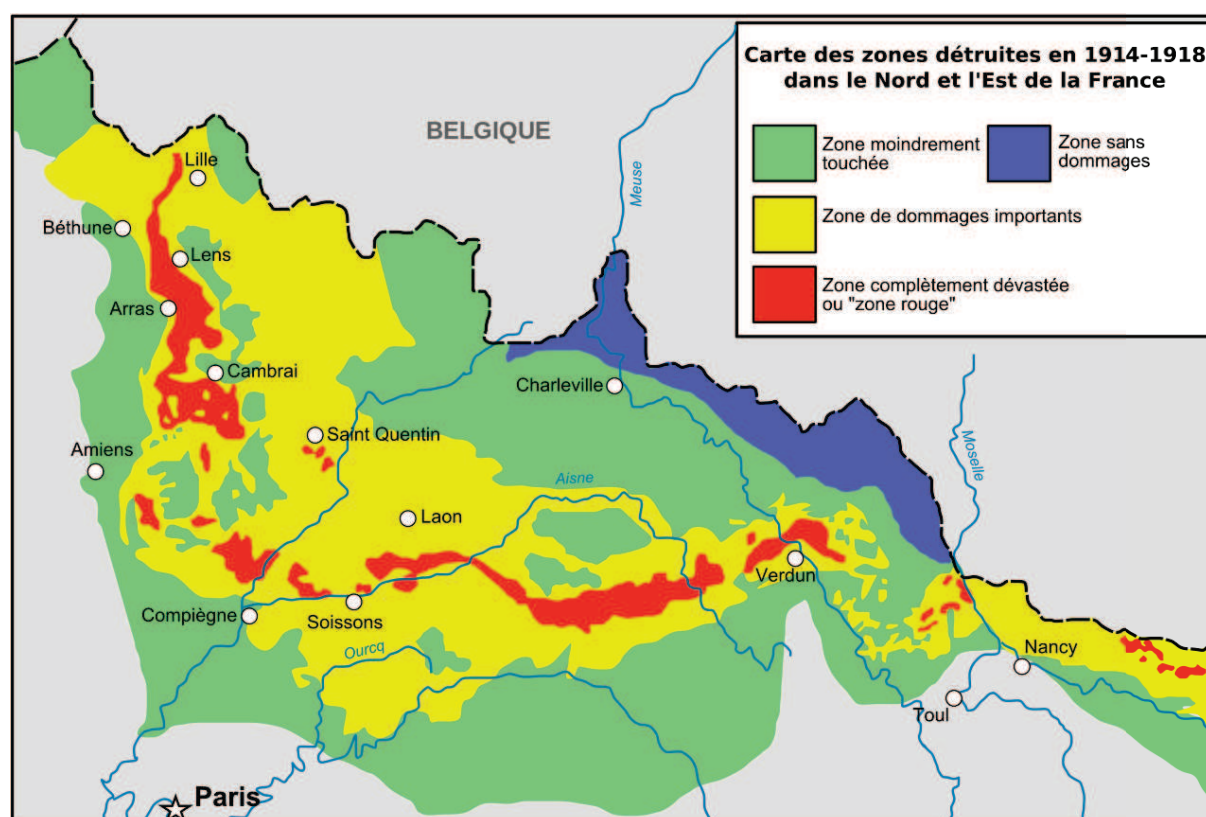 Carte des zones détruites en 1914-1918
dans le Nord et l'Est de la France
Zone moindrement
touchée
Zone sans
dommages
Zone de dommages importants
Zone complètement dévastée
ou "zone rouge"
BELGIQUE
Meuse
Lille
Béthune
Lens
Arras
Cambrai
Charleville
Saint Quentin
Amiens
Moselle
Aisne
Laon
Verdun
Compiègne
Soissons
Ourcq
Nancy
Toul
Paris